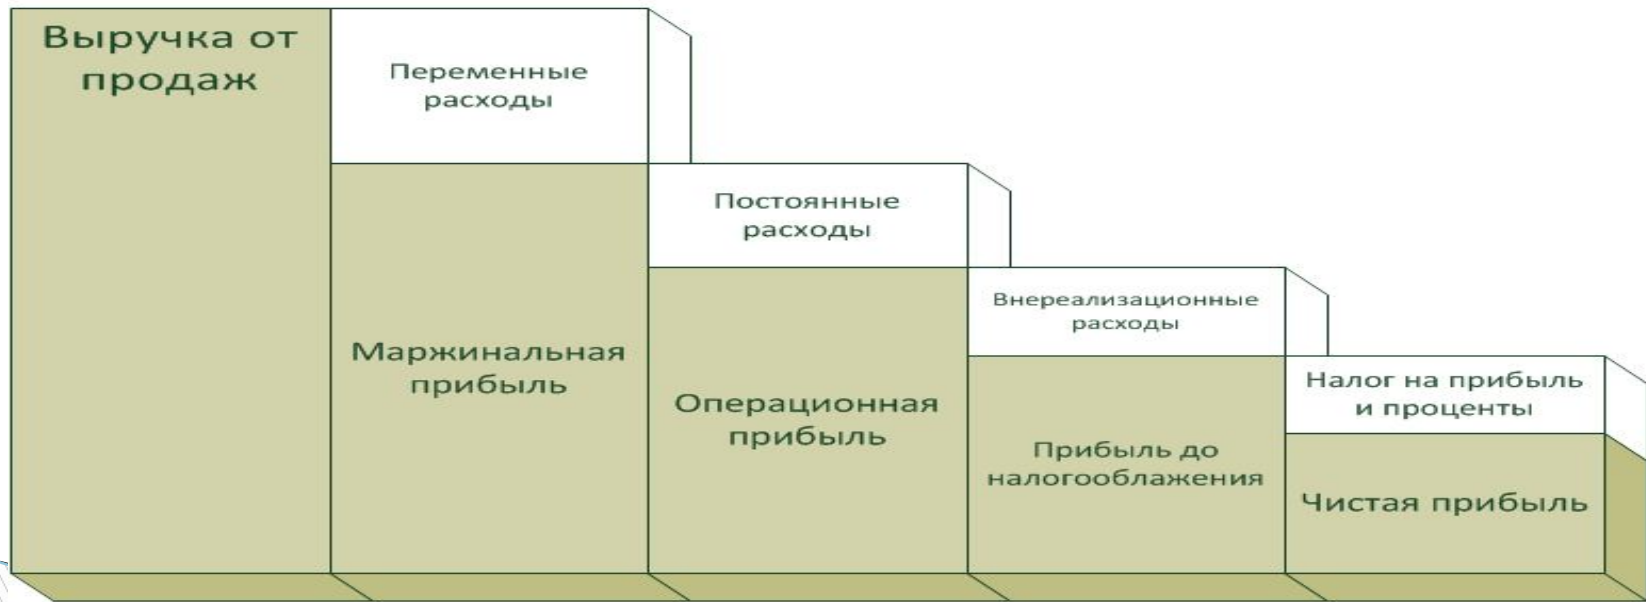 Выручка от
продаж
Переменные
расходы
Маржинальная
прибыль
Постоянные
расходы
Операционная
прибыль
Внереализационные
расходы
Прибыль до
налогооблажения
Налог на прибыль
и проценты
Чистая прибыль